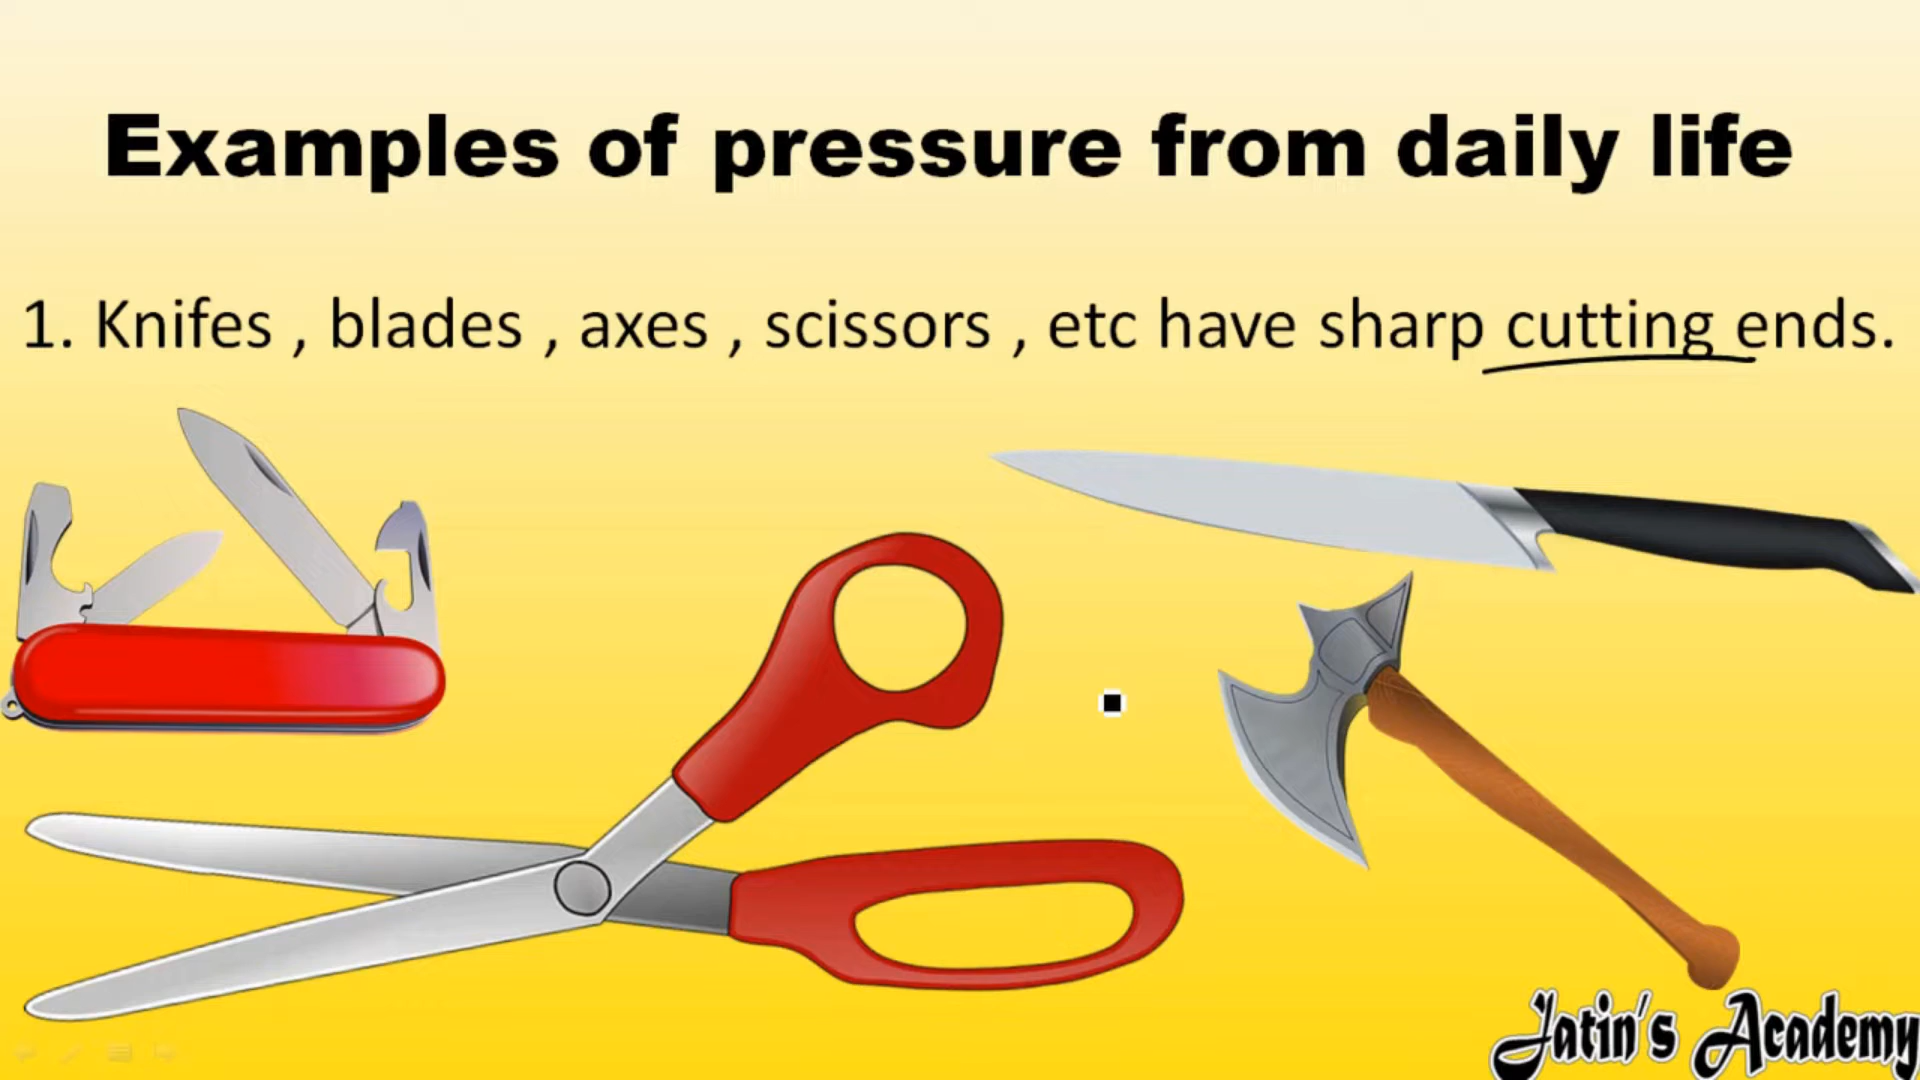 Examples of pressure from daily life
1. Knifes , blades , axes , scissors , etc have sharp cutting ends.
Jatin's Academy